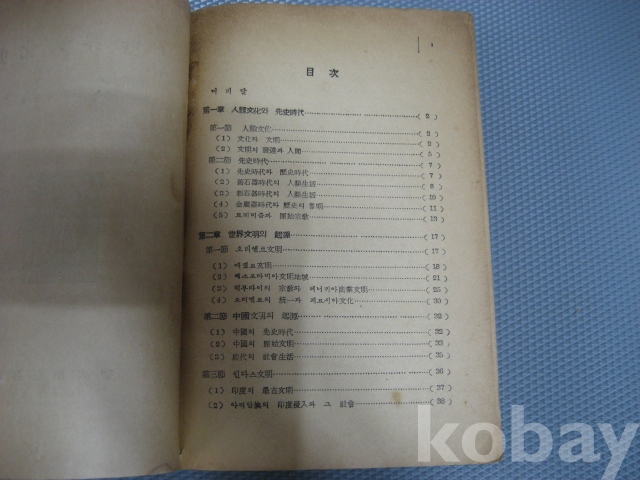 1
目 次
머 리 말
第一章 人類文化와 先史時代 (2)
第一節 人類文化 (2)
(1) 文化와 文明 (2)
(2) 文明의 發達과 人間 (5)
第二節 先史時代 (7)
(1) 先史時代와 歷史時代 (7)
(2) 舊石器時代의 人類生活 (8)
(3) 新石器時代의 人類生活 (10)
(4) 金屬器時代와 歷史의 黎明 (11)
(5) 토테미즘과 原始宗敎 (13)
第二章 世界文明의 起源 (17)
第一節 오리엔트文明 (17)
(1) 이집트文明 (18)
(2) 메소포타미아文明地域 (21)
(3) 헤부라이의 宗敎와 페니키아商業文明 (25)
(4) 오리엔트의 統一과 페르시아文化 (30)
第二節 中國文明의 起源 (32)
(1) 中國의 先史時代 (32)
(2) 中國의 原始文明 (33)
(3) 殷代의 社會生活 (35)
第三節 인더스文明 (36)
(1) 印度의 最古文明 (37)
(2) 아리안族의 印度侵入과 그 社會 (38)
kobay